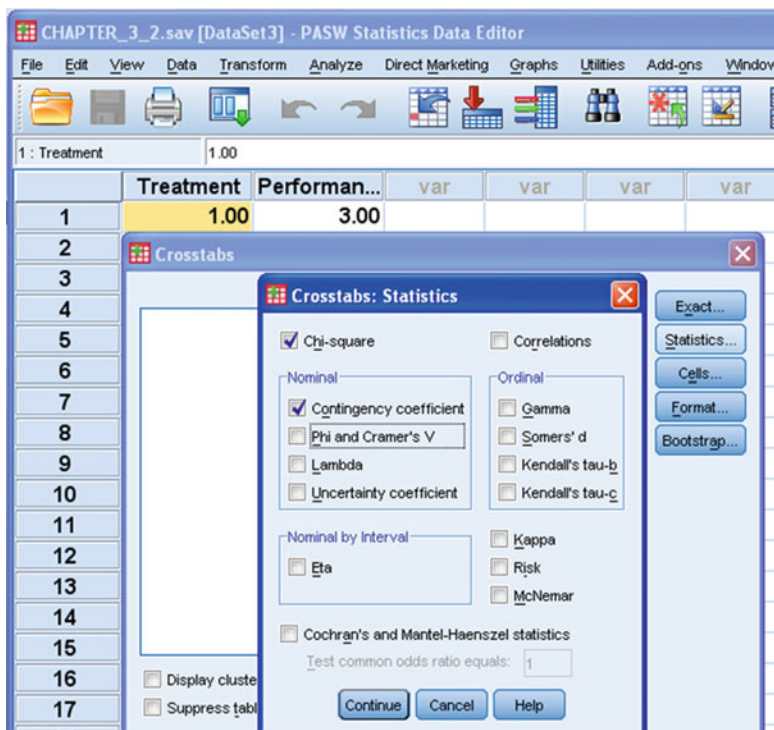 CHAPTER_3_2.sav [DataSet3] - PASW Statistics Data Editor
File Edit View Data Transform Analyze Direct Marketing Graphs Utilities Add-ons Window
1 : Treatment 1.00
Treatment Performan... var var var var
1 1.00 3.00
2
Crosstabs
3
Crosstabs: Statistics
4
Exact...
5
Chi-square Correlations
Statistics...
6
Nominal Ordinal
Cells...
7
Contingency coefficient Gamma
Format...
8
Phi and Cramer's V Somers' d
Bootstrap...
9
Lambda Kendall's tau-b
10
Uncertainty coefficient Kendall's tau-c
11
Nominal by Interval Kappa
12
Eta Risk
13
McNemar
14
Cochran's and Mantel-Haenszel statistics
15
Test common odds ratio equals: 1
16
Display cluste
17
Suppress tabl
Continue Cancel Help